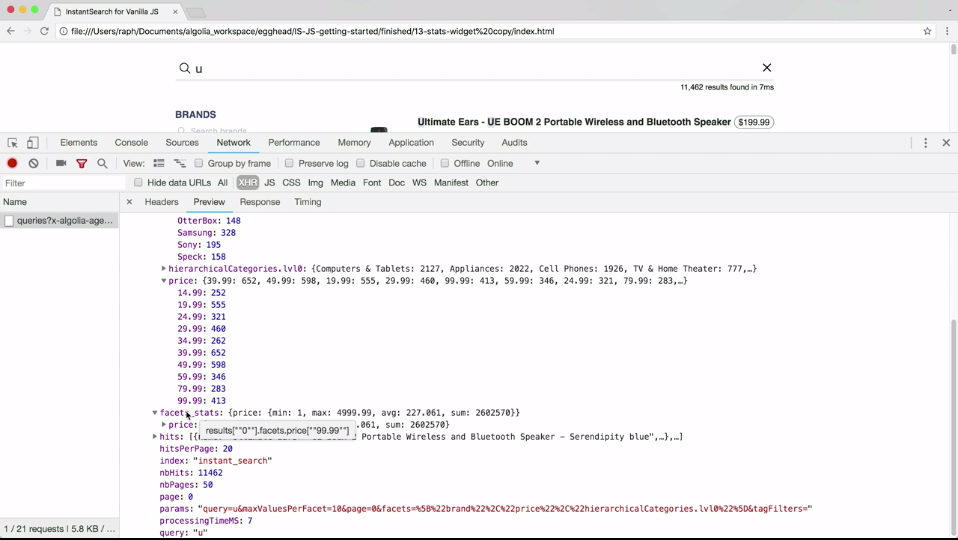 InstantSearch for Vanilla JS
file:///Users/raph/Documents/algolia_workspace/egghead/IS-JS-getting-started/finished/13-stats-widget%20copy/index.html
u
11,462 results found in 7ms
BRANDS
Search brands
Ultimate Ears - UE BOOM 2 Portable Wireless and Bluetooth Speaker $199.99
Elements Console Sources Network Performance Memory Application Security Audits
View: Group by frame Preserve log Disable cache Offline Online
Filter Hide data URLs All XHR JS CSS Img Media Font Doc WS Manifest Other
Name Headers Preview Response Timing
queries?x-algolia-age...
OtterBox: 148
Samsung: 328
Sony: 195
Speck: 158
hierarchicalCategories.lvl0: {Computers & Tablets: 2127, Appliances: 2022, Cell Phones: 1926, TV & Home Theater: 777,…}
price: {39.99: 652, 49.99: 598, 19.99: 555, 29.99: 460, 99.99: 413, 59.99: 346, 24.99: 321, 79.99: 283,…}
14.99: 252
19.99: 555
24.99: 321
29.99: 460
34.99: 262
39.99: 652
49.99: 598
59.99: 346
79.99: 283
99.99: 413
facets_stats: {price: {min: 1, max: 4999.99, avg: 227.061, sum: 2602570}}
price: .061, sum: 2602570}
results[""0""].facets.price[""99.99""]
hits: Portable Wireless and Bluetooth Speaker - Serendipity blue",…},…]
hitsPerPage: 20
index: "instant_search"
nbHits: 11462
nbPages: 50
page: 0
params: "query=u&maxValuesPerFacet=10&page=0&facets=%5B%22brand%22%2C%22price%22%2C%22hierarchicalCategories.lvl0%22%5D&tagFilters="
processingTimeMS: 7
query: "u"
1 / 21 requests | 5.8 KB / ...